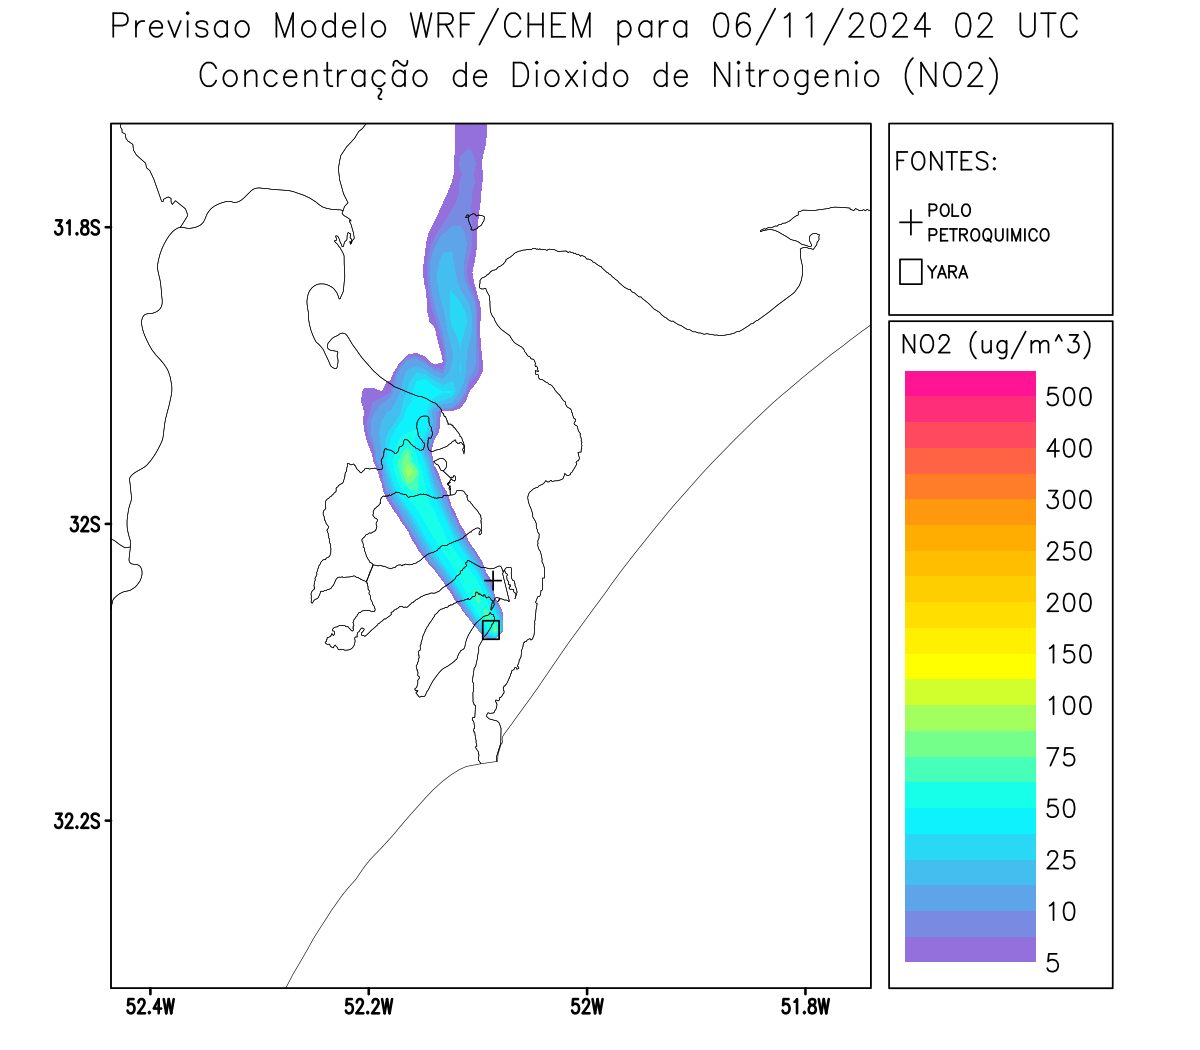 Previsao Modelo WRF/CHEM para 06/11/2024 02 UTC
Concentração de Dioxido de Nitrogenio (NO2)
FONTES:
POLO
PETROQUIMICO
YARA
NO2 (ug/m^3)
500
400
300
250
200
150
100
75
50
25
10
5
31.8S
32S
32.2S
52.4W
52.2W
52W
51.8W